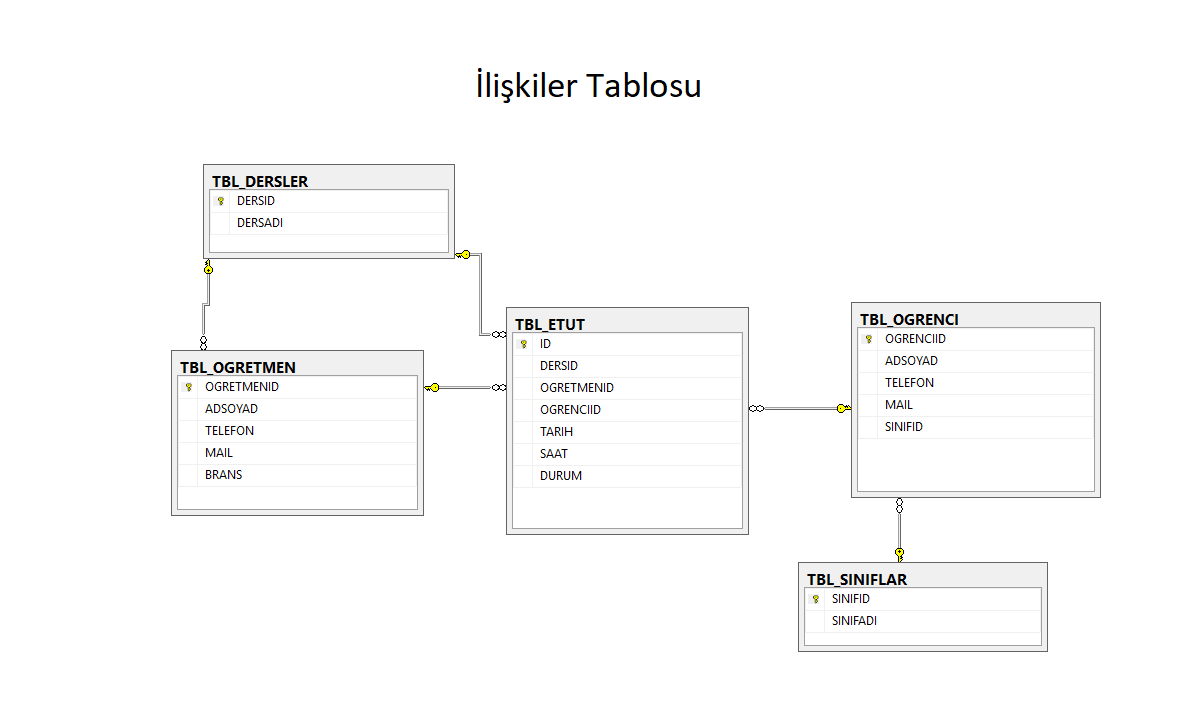 İlişkiler Tablosu
TBL_DERSLER
DERSID
DERSADI
TBL_OGRETMEN
OGRETMENID
ADSOYAD
TELEFON
MAIL
BRANS
TBL_ETUT
ID
DERSID
OGRETMENID
OGRENCIID
TARIH
SAAT
DURUM
TBL_OGRENCI
OGRENCIID
ADSOYAD
TELEFON
MAIL
SINIFID
TBL_SINIFLAR
SINIFID
SINIFADI